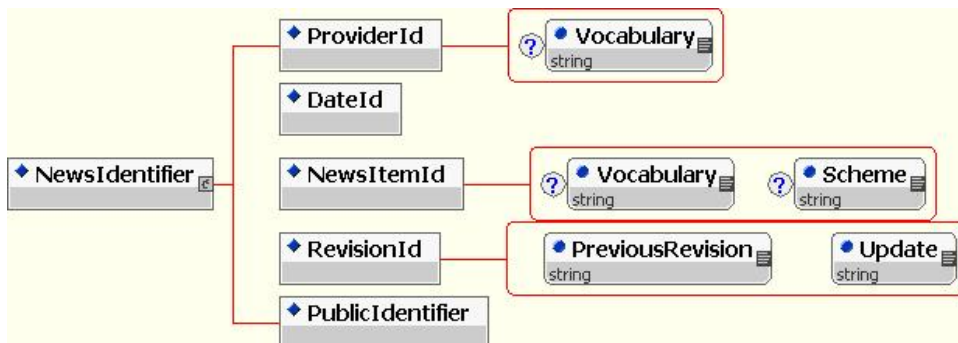 ProviderId
? Vocabulary
string
DateId
NewsIdentifier
c
NewsItemId
? Vocabulary
string
? Scheme
string
RevisionId
PreviousRevision
string
Update
string
PublicIdentifier